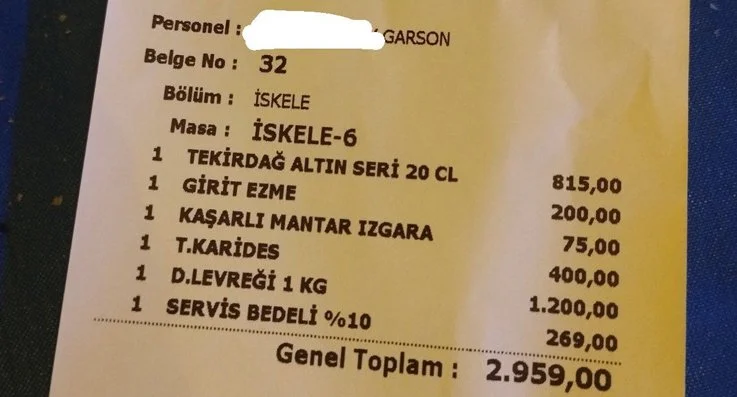 Personel : GARSON
Belge No : 32
Bölüm : İSKELE
Masa : İSKELE-6
1 TEKİRDAĞ ALTIN SERİ 20 CL 815,00
1 GİRİT EZME 200,00
1 KAŞARLI MANTAR IZGARA 75,00
1 T.KARİDES 400,00
1 D.LEVREĞİ 1 KG 1.200,00
1 SERVİS BEDELİ %10 269,00
Genel Toplam : 2.959,00